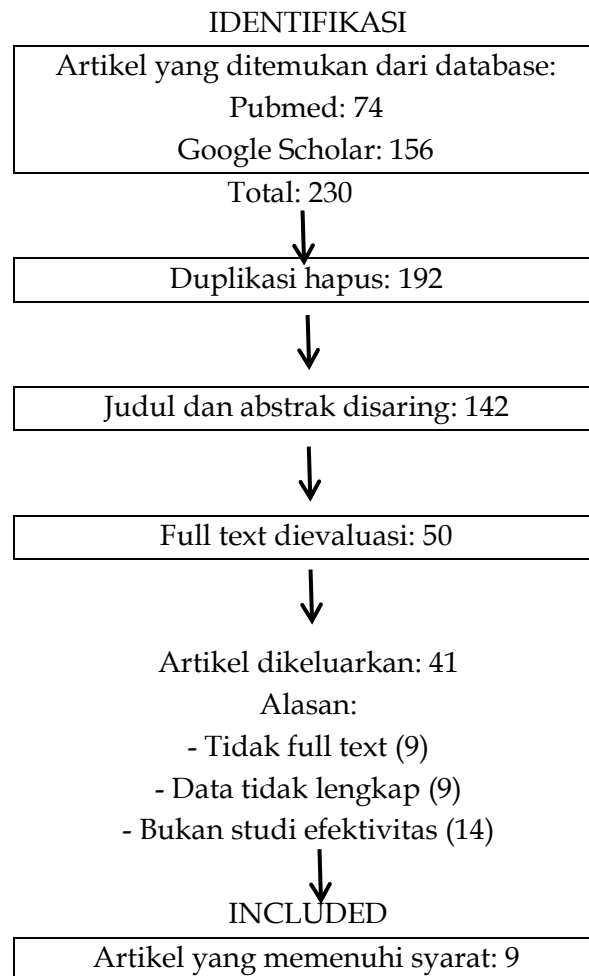 IDENTIFIKASI
Artikel yang ditemukan dari database:
Pubmed: 74
Google Scholar: 156
Total: 230
Duplikasi hapus: 192
Judul dan abstrak disaring: 142
Full text dievaluasi: 50
Artikel dikeluarkan: 41
Alasan:
- Tidak full text (9)
- Data tidak lengkap (9)
- Bukan studi efektivitas (14)
INCLUDED
Artikel yang memenuhi syarat: 9